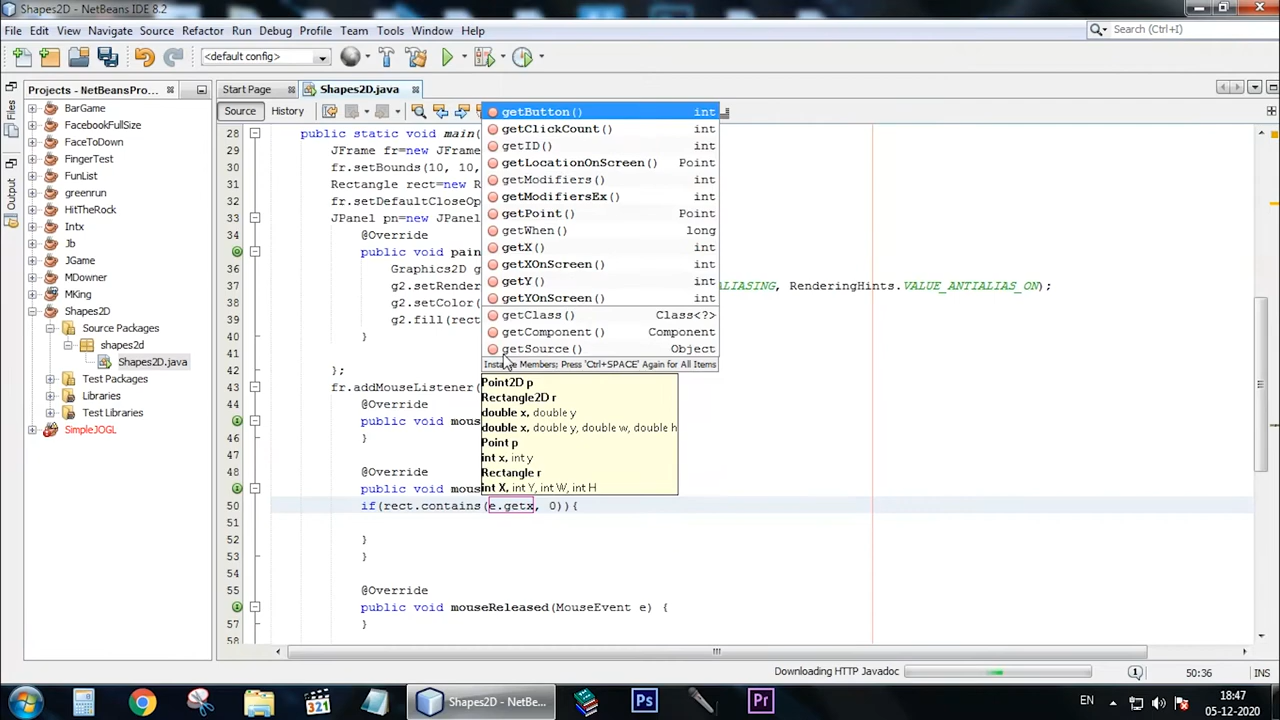 Shapes2D - NetBeans IDE 8.2
File Edit View Navigate Source Refactor Run Debug Profile Team Tools Window Help
Search (Ctrl+I)
<default config>
Projects - NetBeansPro...
Start Page
Shapes2D.java
Source
History
BarGame
FacebookFullSize
FaceToDown
FingerTest
FunList
greenrun
HitTheRock
Intx
Jb
JGame
MDowner
MKing
Shapes2D
Source Packages
shapes2d
Shapes2D.java
Test Packages
Libraries
Test Libraries
SimpleJOGL
Output
28 public static void main(
29 JFrame fr=new JFrame
30 fr.setBounds(10, 10,
31 Rectangle rect=new R
32 fr.setDefaultCloseOp
33 JPanel pn=new JPanel
34 @Override
public void pain
36 Graphics2D g
37 g2.setRender ALIASING, RenderingHints.VALUE_ANTIALIAS_ON);
38 g2.setColor(
39 g2.fill(rect
40 }
41
42 };
43 fr.addMouseListener(
44 @Override
public void mous
46 }
47
48 @Override
public void mous
50 if(rect.contains(e.getx, 0)){
51
52 }
53 }
54
55 @Override
public void mouseReleased(MouseEvent e) {
57 }
58
getButton() int
getClickCount() int
getID() int
getLocationOnScreen() Point
getModifiers() int
getModifiersEx() int
getPoint() Point
getWhen() long
getX() int
getXOnScreen() int
getY() int
getYOnScreen() int
getClass() Class<?>
getComponent() Component
getSource() Object
Instance Members; Press 'Ctrl+SPACE' Again for All Items
Point2D p
Rectangle2D r
double x, double y
double x, double y, double w, double h
Point p
int x, int y
Rectangle r
int X, int Y, int W, int H
Downloading HTTP Javadoc
1
50:36
INS
321
Shapes2D - NetBe...
Ps
Pr
EN
18:47
05-12-2020